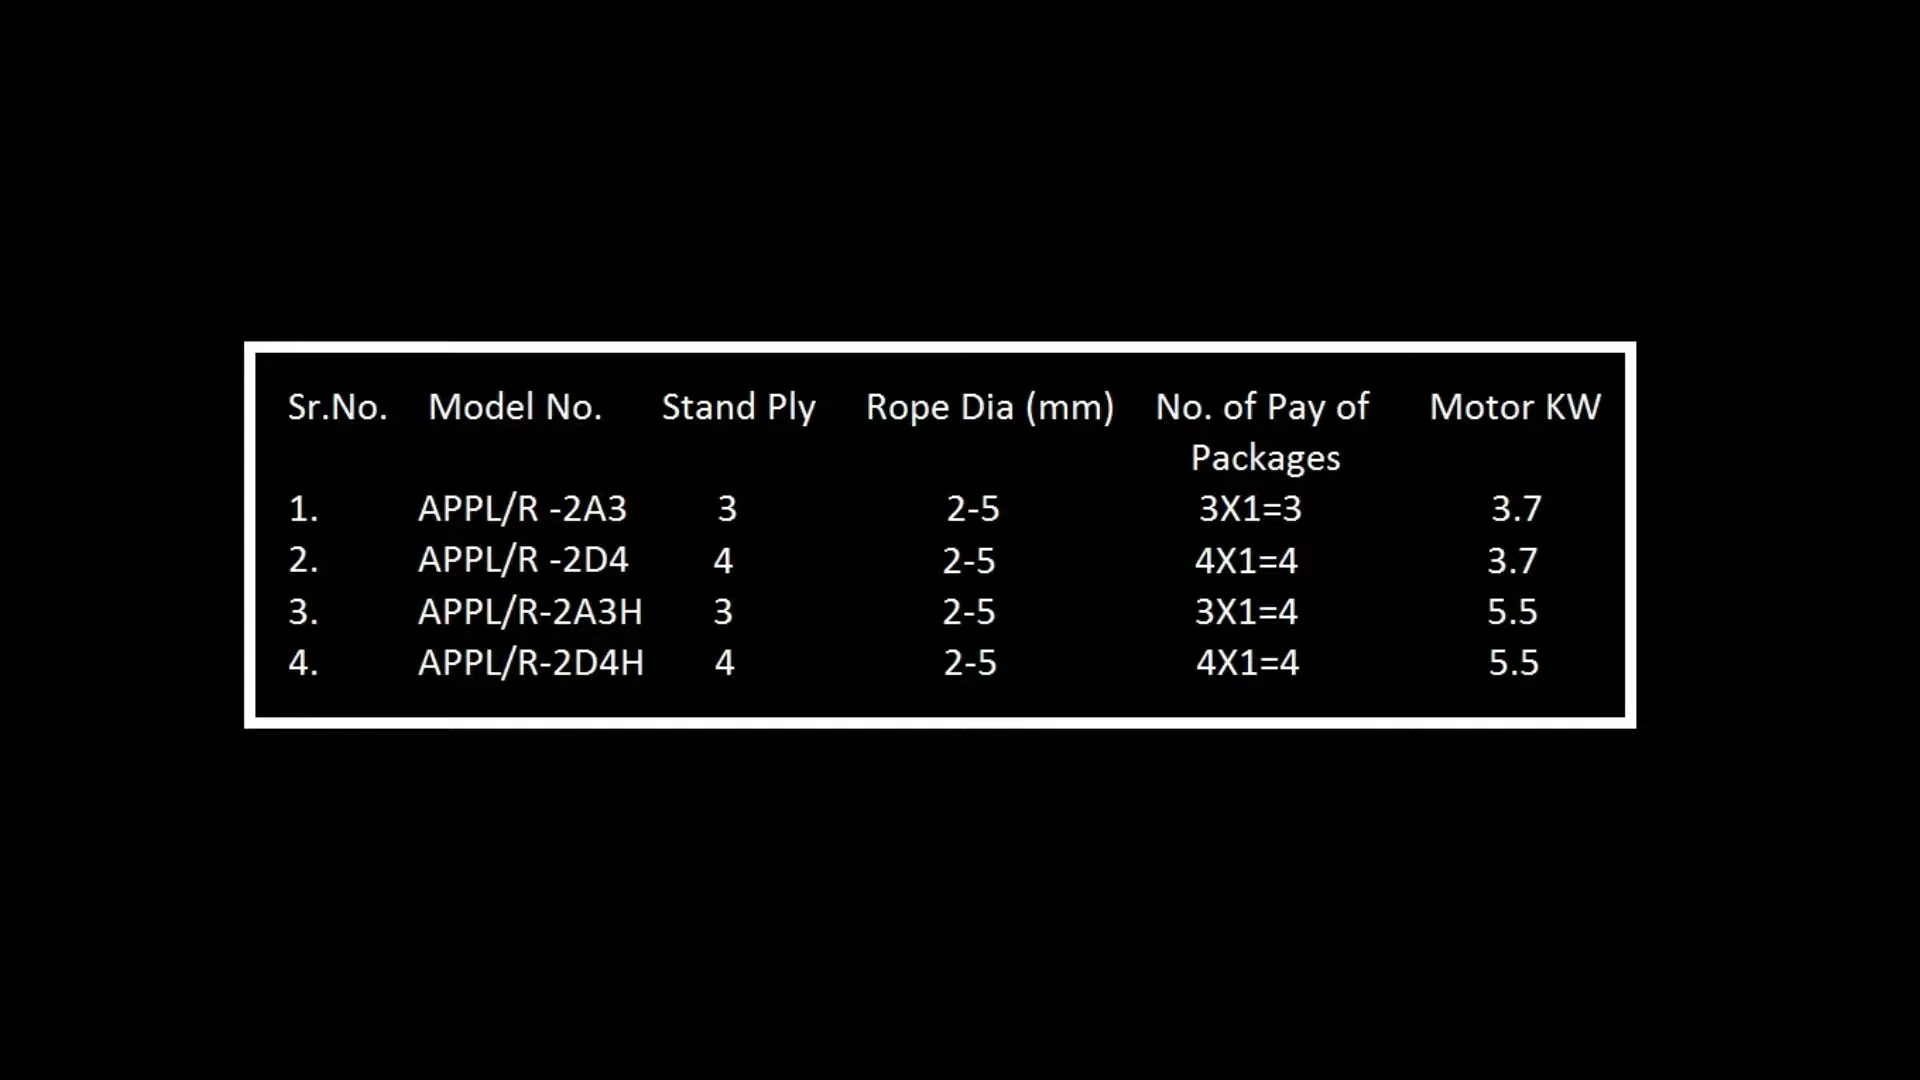 Sr.No. Model No. Stand Ply Rope Dia (mm) No. of Pay of Motor KW
Packages
1. APPL/R -2A3 3 2-5 3X1=3 3.7
2. APPL/R -2D4 4 2-5 4X1=4 3.7
3. APPL/R-2A3H 3 2-5 3X1=4 5.5
4. APPL/R-2D4H 4 2-5 4X1=4 5.5